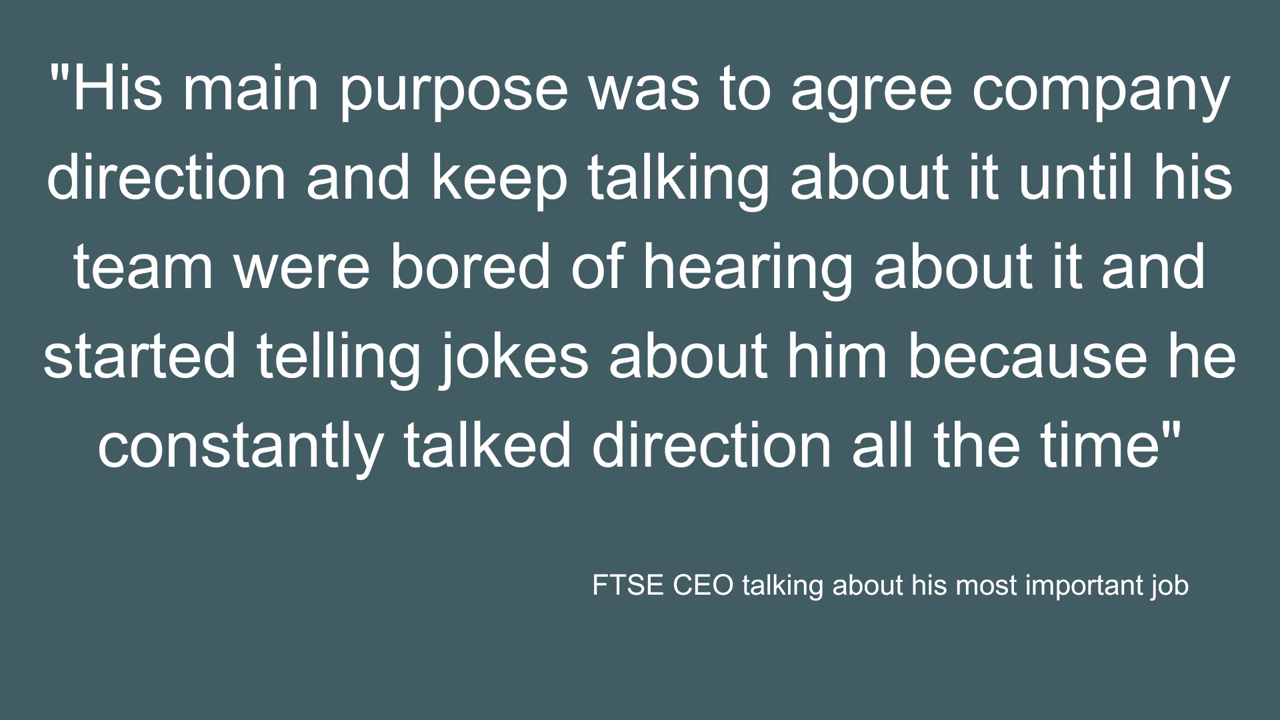 "His main purpose was to agree company
direction and keep talking about it until his
team were bored of hearing about it and
started telling jokes about him because he
constantly talked direction all the time"
FTSE CEO talking about his most important job